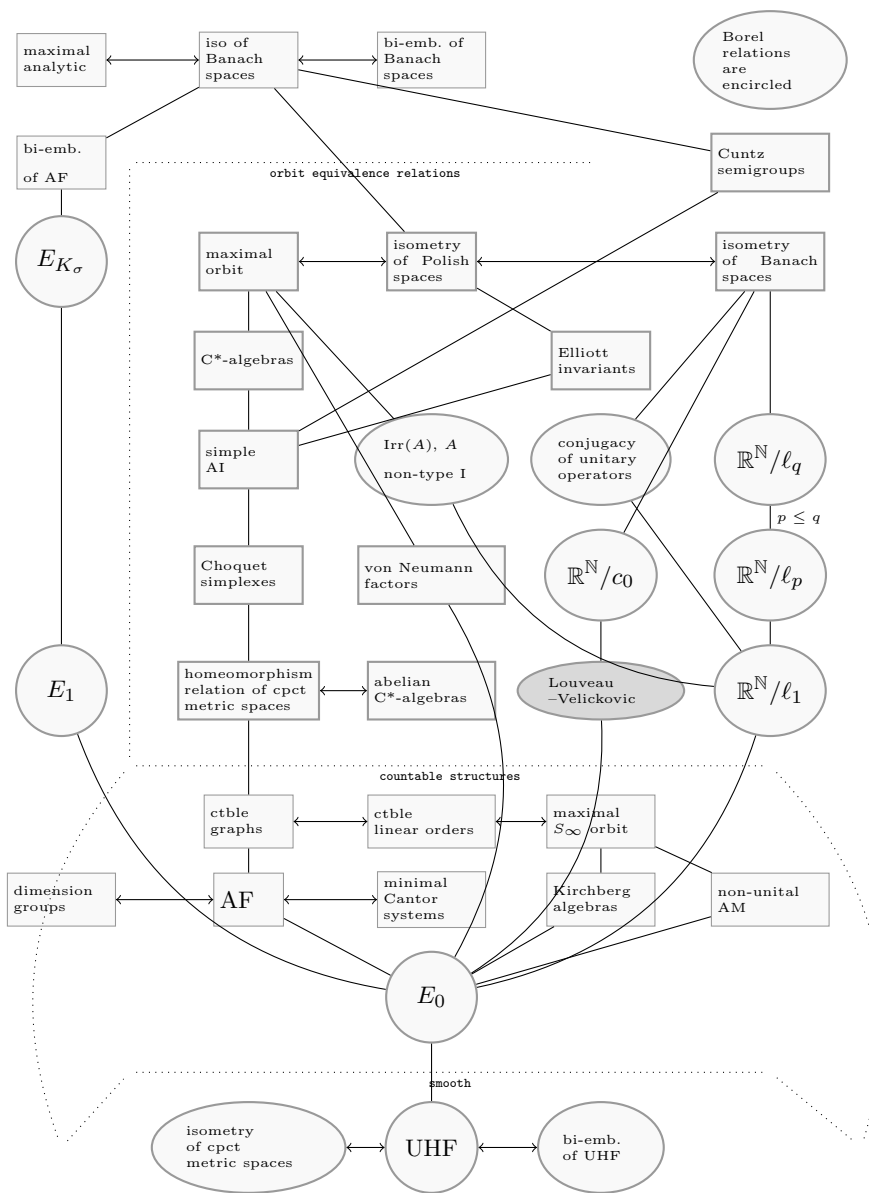 maximal
analytic
iso of
Banach
spaces
bi-emb. of
Banach
spaces
Borel
relations
are
encircled
bi-emb.
of AF
Cuntz
semigroups
orbit equivalence relations
E_{K_σ}
maximal
orbit
isometry
of Polish
spaces
isometry
of Banach
spaces
C*-algebras
Elliott
invariants
simple
AI
Irr(A), A
non-type I
conjugacy
of unitary
operators
ℝ^ℕ/ℓ_q
p ≤ q
Choquet
simplexes
von Neumann
factors
ℝ^ℕ/c_0
ℝ^ℕ/ℓ_p
E_1
homeomorphism
relation of cpct
metric spaces
abelian
C*-algebras
Louveau
–Velickovic
ℝ^ℕ/ℓ_1
countable structures
ctble
graphs
ctble
linear orders
maximal
S_∞ orbit
dimension
groups
AF
minimal
Cantor
systems
Kirchberg
algebras
non-unital
AM
E_0
smooth
isometry
of cpct
metric spaces
UHF
bi-emb.
of UHF